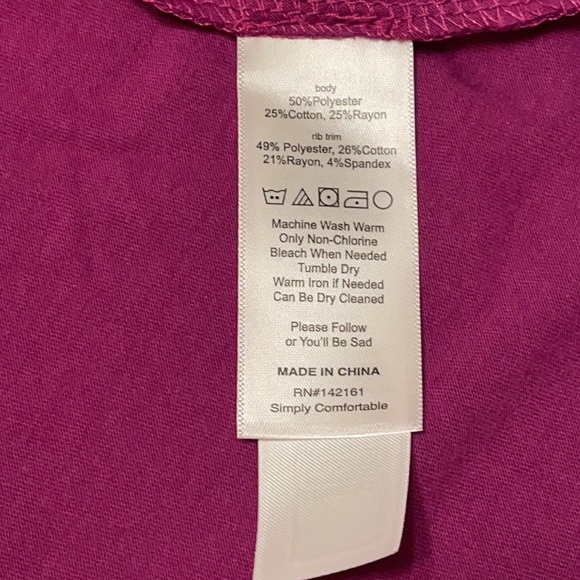 body
50%Polyester
25%Cotton, 25%Rayon
rib trim
49% Polyester, 26%Cotton
21%Rayon, 4%Spandex
Machine Wash Warm
Only Non-Chlorine
Bleach When Needed
Tumble Dry
Warm Iron if Needed
Can Be Dry Cleaned
Please Follow
or You'll Be Sad
MADE IN CHINA
RN#142161
Simply Comfortable